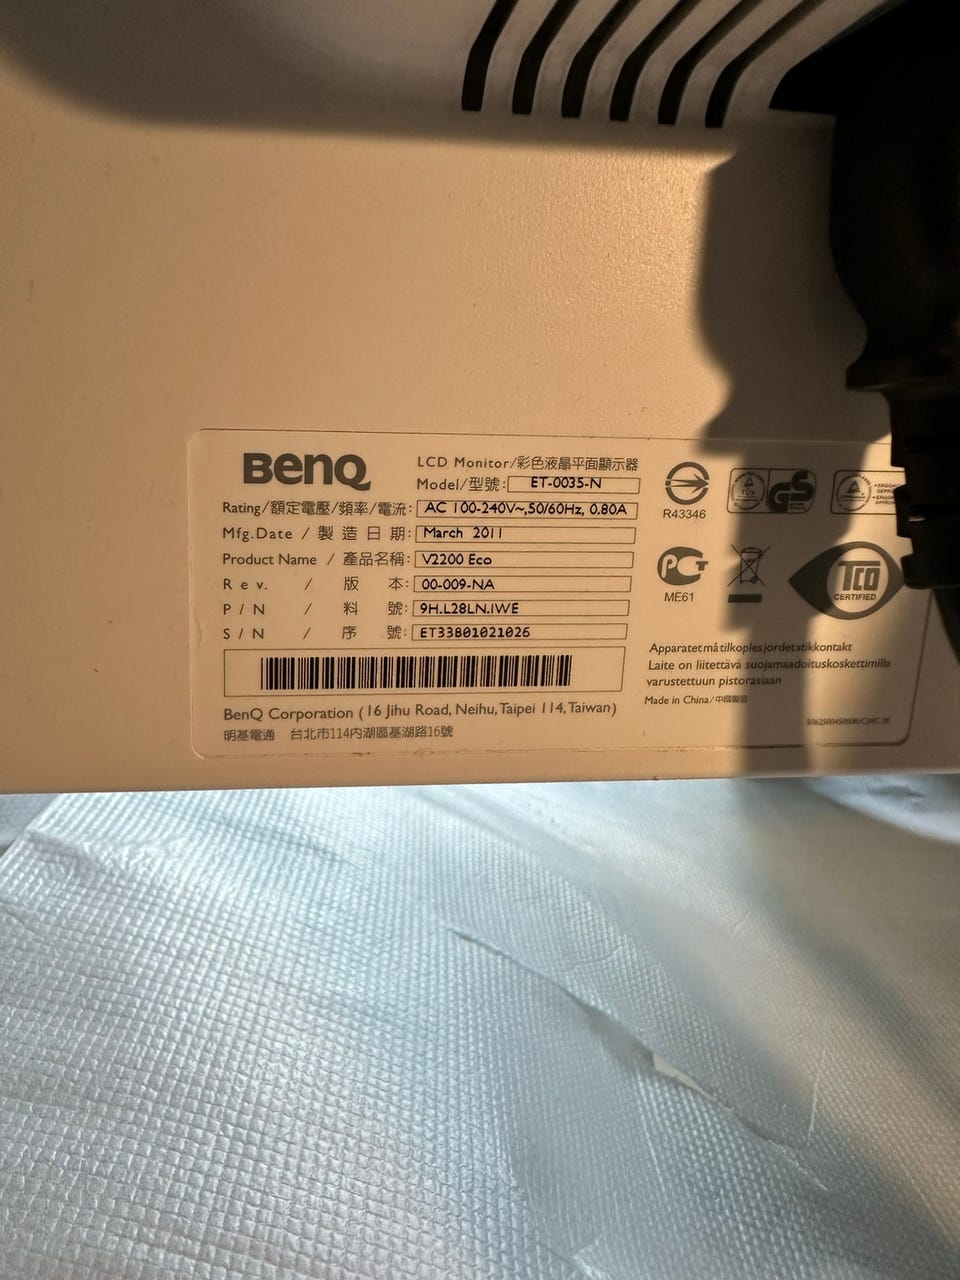 BenQ
LCD Monitor/彩色液晶平面顯示器
Model/型號: ET-0035-N
Rating/額定電壓/頻率/電流: AC 100-240V~,50/60Hz, 0.80A
Mfg.Date / 製造日期: March 2011
Product Name / 產品名稱: V2200 Eco
Rev. / 版本: 00-009-NA
P/N / 料號: 9H.L28LN.IWE
S/N / 序號: ET33801021026
BenQ Corporation (16 Jihu Road, Neihu, Taipei 114, Taiwan)
明基電通 台北市114內湖區基湖路16號
R43346
TÜV
GS
PCT
ME61
TCO
CERTIFIED
Apparatet må tilkoples jordet stikkontakt
Laite on liitettävä suojamaadoituskoskettimilla
varustettuun pistorasiaan
Made in China/中國製造